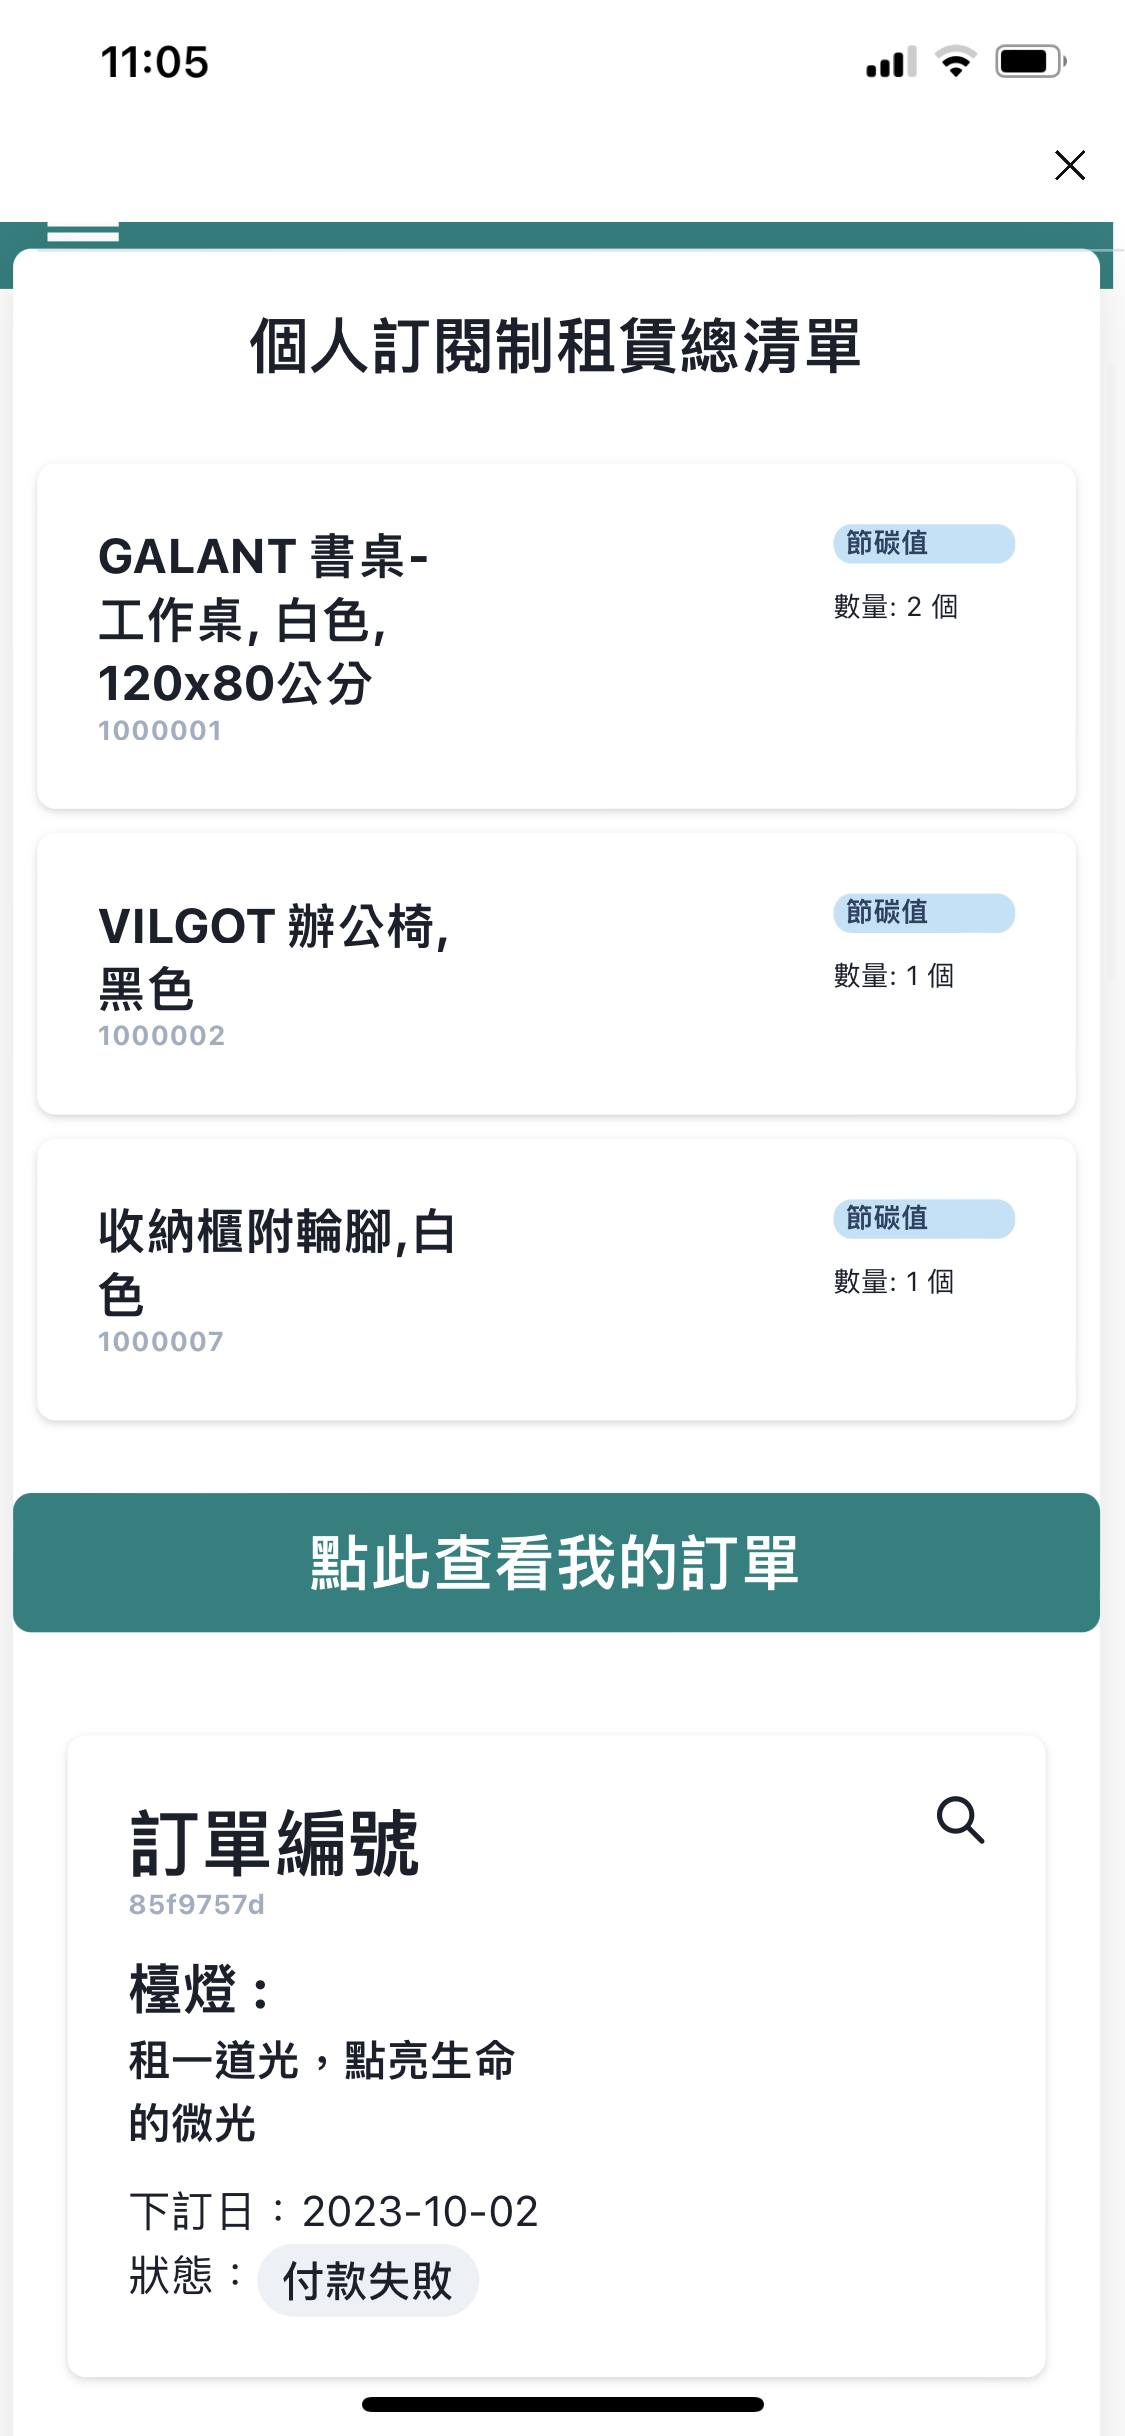 11:05
個人訂閱制租賃總清單
GALANT 書桌-
工作桌, 白色,
120x80公分
1000001
節碳值
數量: 2 個
VILGOT 辦公椅,
黑色
1000002
節碳值
數量: 1 個
收納櫃附輪腳,白
色
1000007
節碳值
數量: 1 個
點此查看我的訂單
訂單編號
85f9757d
檯燈：
租一道光，點亮生命
的微光
下訂日：2023-10-02
狀態：付款失敗